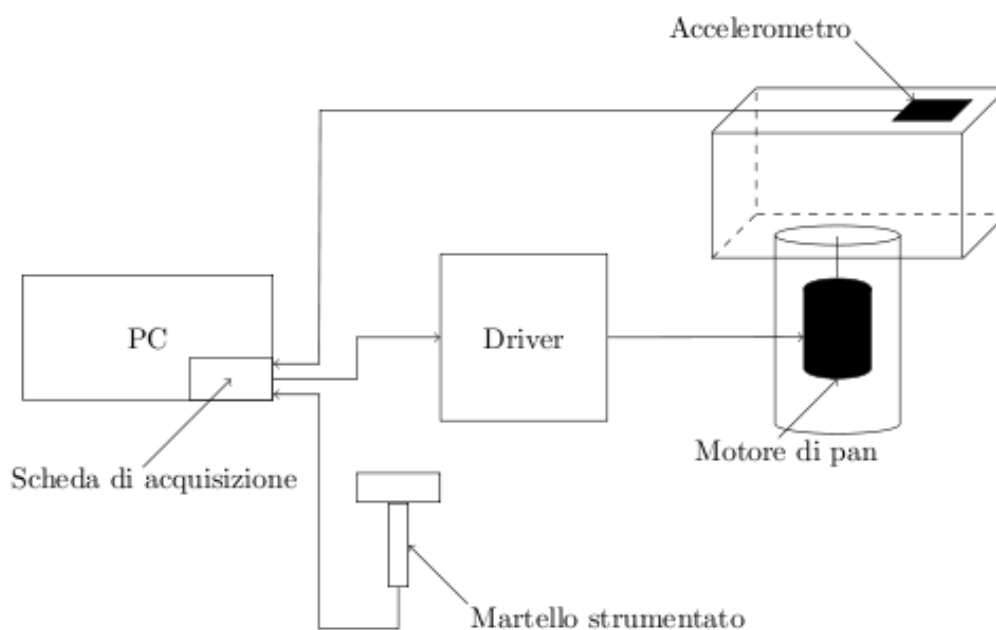 Accelerometro
PC
Driver
Motore di pan
Scheda di acquisizione
Martello strumentato